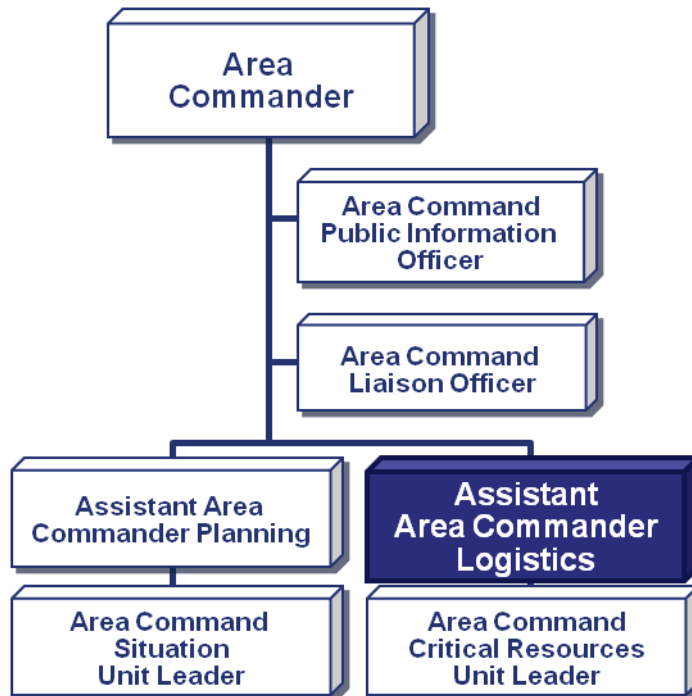 Area
Commander
Area Command
Public Information
Officer
Area Command
Liaison Officer
Assistant Area
Commander Planning
Assistant
Area Commander
Logistics
Area Command
Situation
Unit Leader
Area Command
Critical Resources
Unit Leader